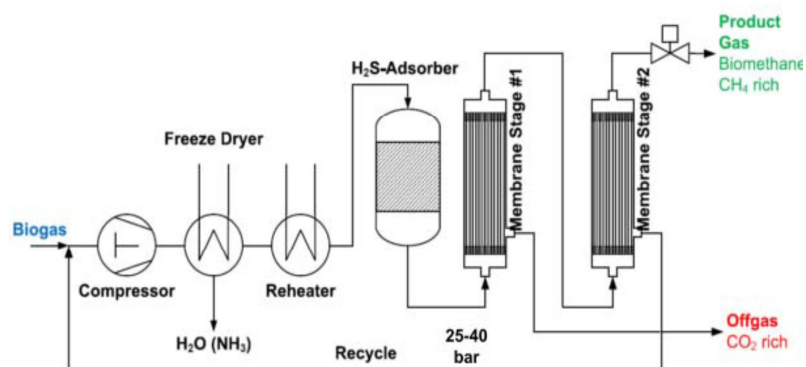 Product
Gas
Biomethane
CH₄ rich
H₂S-Adsorber
Membrane Stage #1
Membrane Stage #2
Freeze Dryer
Biogas
Compressor
Reheater
H₂O (NH₃)
Recycle
25-40
bar
Offgas
CO₂ rich